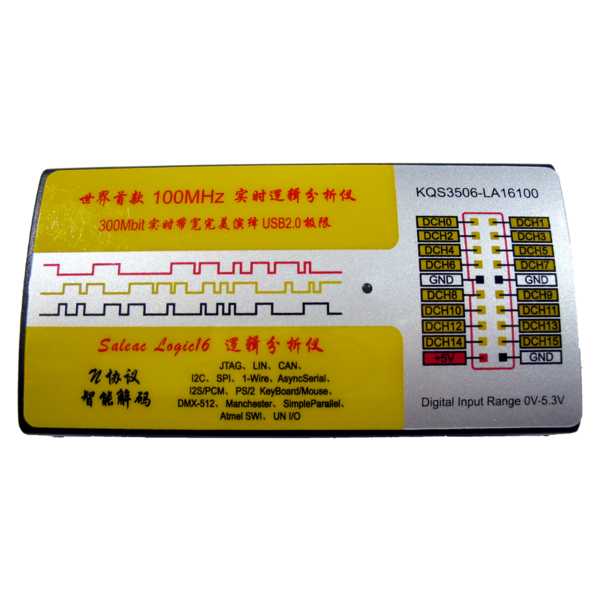 世界首款 100MHz 实时逻辑分析仪
300Mbit 实时带宽完美演绎 USB2.0极限
Saleae Logic16 逻辑分析仪
n协议
智能解码
JTAG、LIN、CAN、
I2C、SPI、1-Wire、AsyncSerial、
I2S/PCM、PS/2 KeyBoard/Mouse、
DMX-512、Manchester、SimpleParallel、
Atmel SWI、UN I/O
KQS3506-LA16100
DCH0 DCH1
DCH2 DCH3
DCH4 DCH5
DCH6 DCH7
GND GND
DCH8 DCH9
DCH10 DCH11
DCH12 DCH13
DCH14 DCH15
+5V GND
Digital Input Range 0V-5.3V